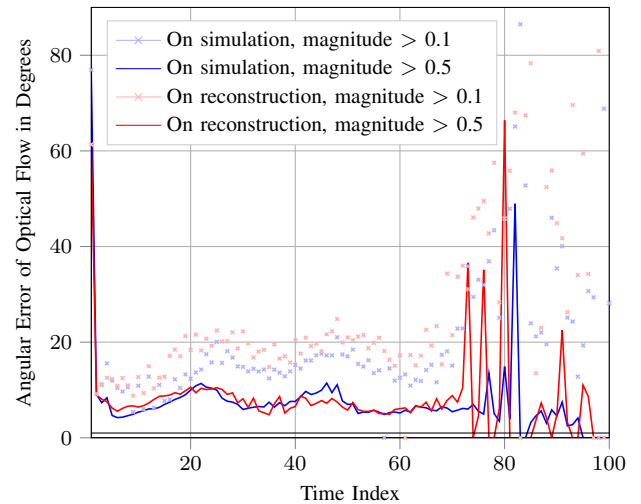 Angular Error of Optical Flow in Degrees
80
60
40
20
0
On simulation, magnitude > 0.1
On simulation, magnitude > 0.5
On reconstruction, magnitude > 0.1
On reconstruction, magnitude > 0.5
20 40 60 80 100
Time Index